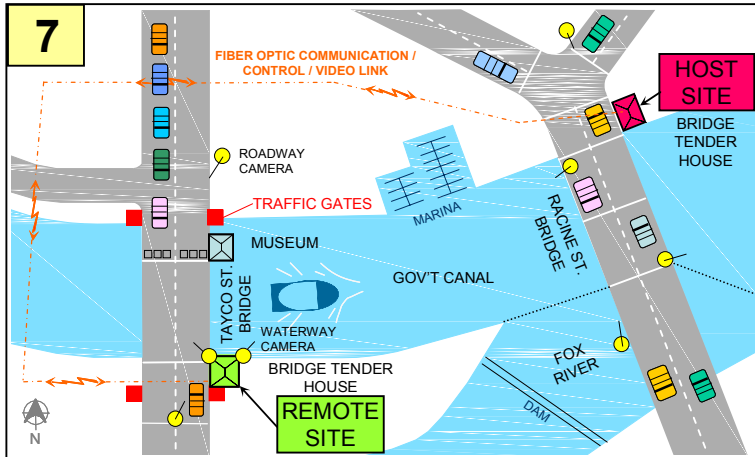 7
FIBER OPTIC COMMUNICATION /
CONTROL / VIDEO LINK
HOST
SITE
BRIDGE
TENDER
HOUSE
ROADWAY
CAMERA
TRAFFIC GATES
MARINA
MUSEUM
RACINE ST.
BRIDGE
TAYCO ST.
BRIDGE
GOV'T CANAL
WATERWAY
CAMERA
BRIDGE TENDER
HOUSE
FOX
RIVER
DAM
REMOTE
SITE
N